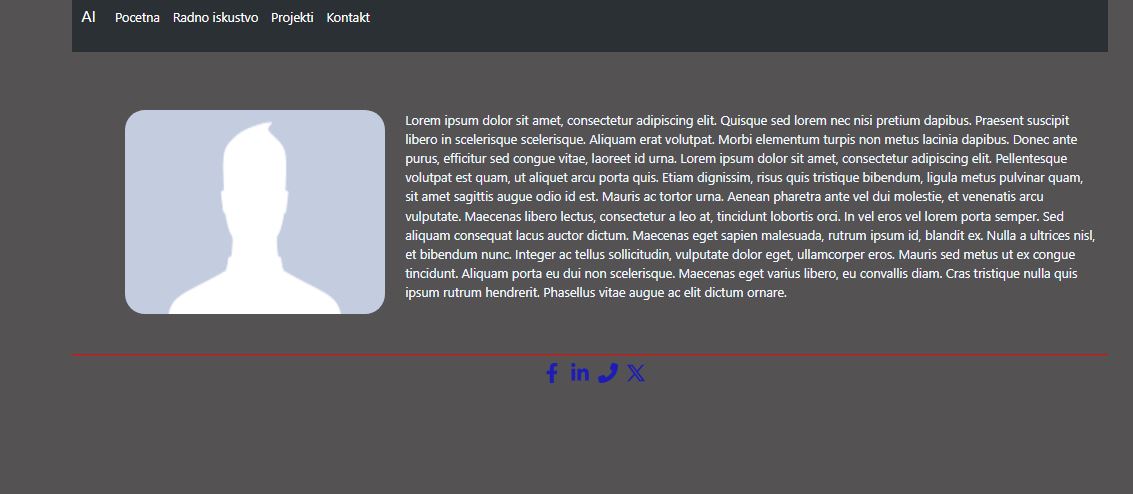 AI Pocetna Radno iskustvo Projekti Kontakt
Lorem ipsum dolor sit amet, consectetur adipiscing elit. Quisque sed lorem nec nisi pretium dapibus. Praesent suscipit
libero in scelerisque scelerisque. Aliquam erat volutpat. Morbi elementum turpis non metus lacinia dapibus. Donec ante
purus, efficitur sed congue vitae, laoreet id urna. Lorem ipsum dolor sit amet, consectetur adipiscing elit. Pellentesque
volutpat est quam, ut aliquet arcu porta quis. Etiam dignissim, risus quis tristique bibendum, ligula metus pulvinar quam,
sit amet sagittis augue odio id est. Mauris ac tortor urna. Aenean pharetra ante vel dui molestie, et venenatis arcu
vulputate. Maecenas libero lectus, consectetur a leo at, tincidunt lobortis orci. In vel eros vel lorem porta semper. Sed
aliquam consequat lacus auctor dictum. Maecenas eget sapien malesuada, rutrum ipsum id, blandit ex. Nulla a ultrices nisl,
et bibendum nunc. Integer ac tellus sollicitudin, vulputate dolor eget, ullamcorper eros. Mauris sed metus ut ex congue
tincidunt. Aliquam porta eu dui non scelerisque. Maecenas eget varius libero, eu convallis diam. Cras tristique nulla quis
ipsum rutrum hendrerit. Phasellus vitae augue ac elit dictum ornare.